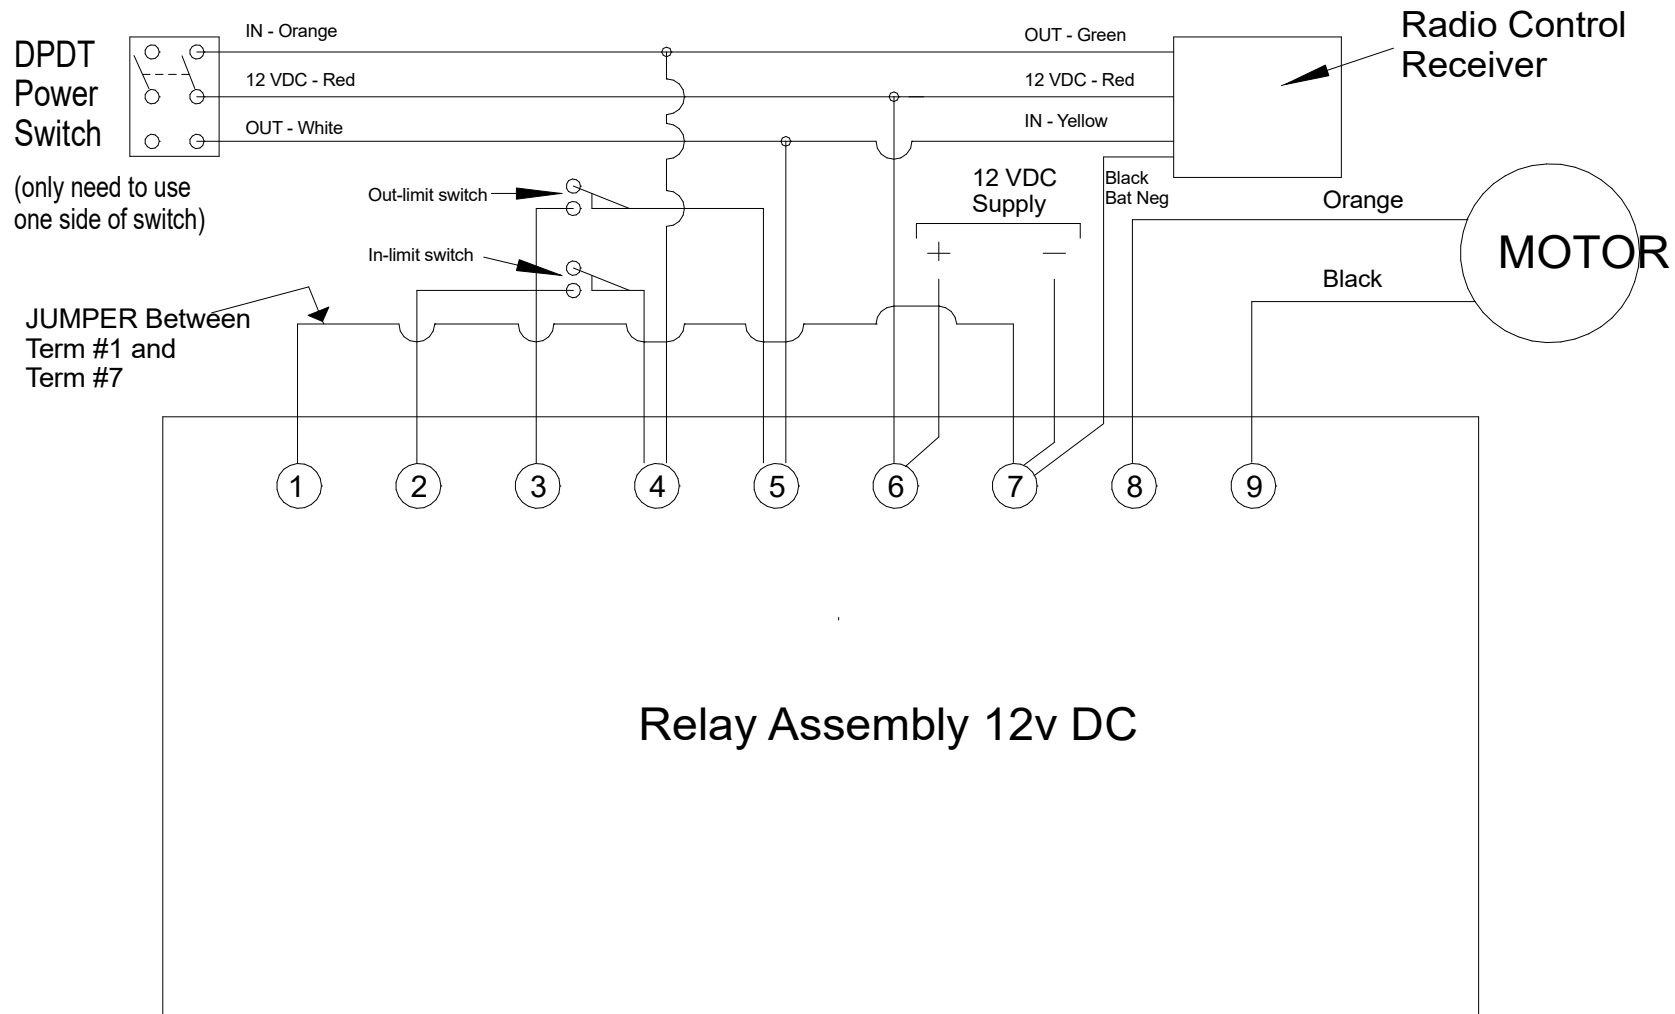 DPDT
Power
Switch
(only need to use
one side of switch)
IN - Orange
12 VDC - Red
OUT - White
OUT - Green
12 VDC - Red
IN - Yellow
Radio Control
Receiver
Black
Bat Neg
12 VDC
Supply
+ —
Out-limit switch
In-limit switch
JUMPER Between
Term #1 and
Term #7
Orange
Black
MOTOR
1 2 3 4 5 6 7 8 9
Relay Assembly 12v DC